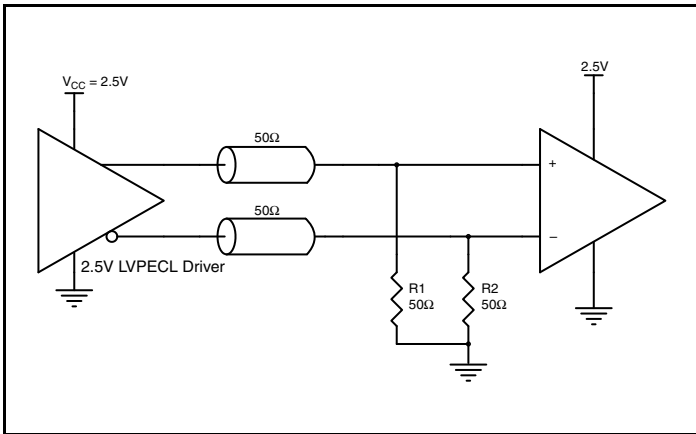 V_CC = 2.5V
2.5V
50Ω
+
50Ω
−
2.5V LVPECL Driver
R1
50Ω
R2
50Ω